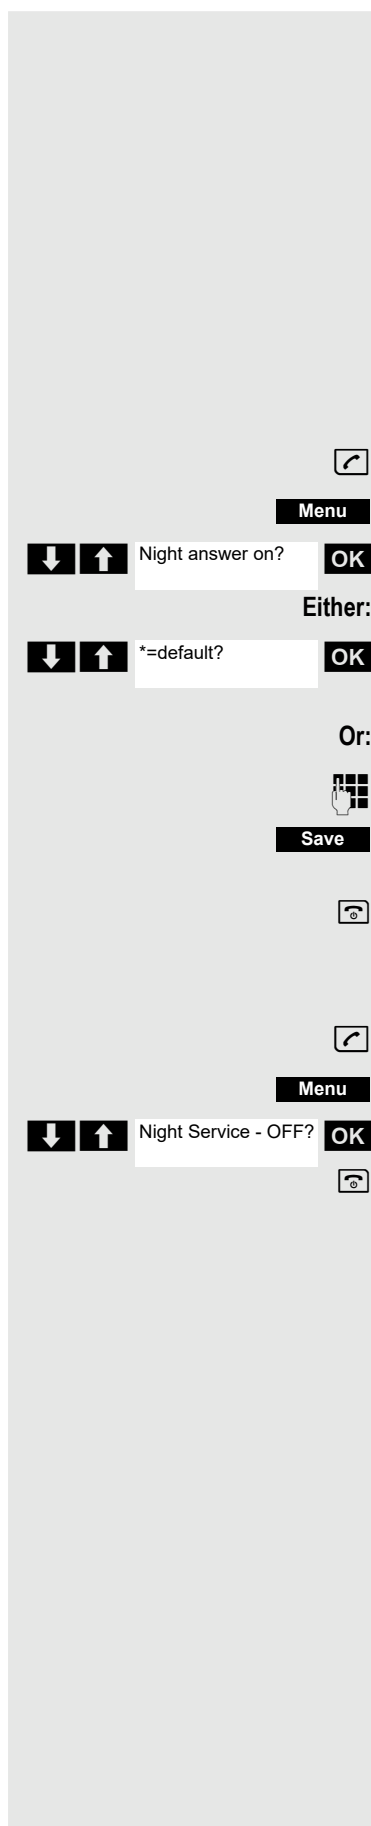 Menu
Night answer on? OK
Either:
*=default? OK
Or:
Save
Menu
Night Service - OFF? OK